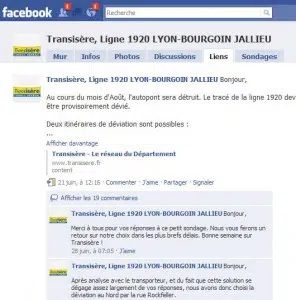 facebook
Recherche
Transisère, Ligne 1920 LYON-BOURGOIN JALLIEU
Mur Infos Photos Discussions Liens Sondages
Transisère, Ligne 1920 LYON-BOURGOIN JALLIEU Bonjour,
Au cours du mois d'Août, l'autopont sera détruit. Le tracé de la ligne 1920 dev
être provisoirement dévié.
Deux itinéraires de déviation sont possibles :
...
Afficher davantage
Transisère - Le réseau du Département
www.transisere.fr
content
21 juin, à 12:16 · Commenter · J'aime · Partager · Signaler
Afficher les 19 commentaires
Transisère, Ligne 1920 LYON-BOURGOIN JALLIEU Bonjour,
Merci à tous pour vos réponses à ce petit sondage. Nous vous ferons un
retour sur notre choix dans les plus brefs délais. Bonne semaine sur
Transisère !
28 juin, à 07:05 · J'aime
Transisère, Ligne 1920 LYON-BOURGOIN JALLIEU Bonjour,
Après analyse avec le transporteur, et du fait que cette solution se
dégage assez largement de vos réponses, nous avons donc choisi la
déviation au Nord par la rue Rockfeller.